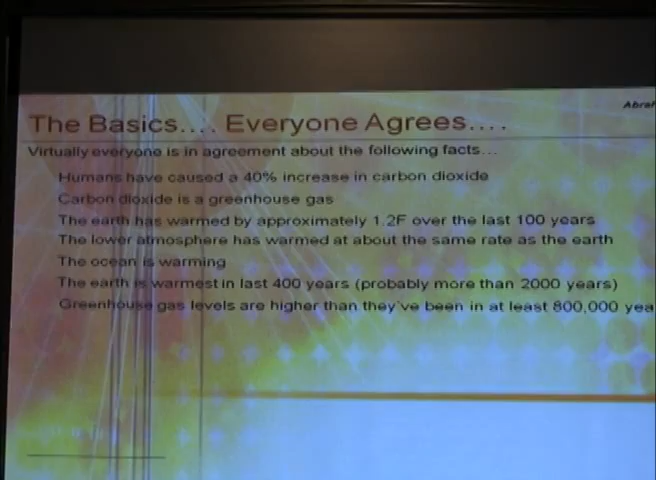 Abrah
The Basics.... Everyone Agrees....
Virtually everyone is in agreement about the following facts...
Humans have caused a 40% increase in carbon dioxide
Carbon dioxide is a greenhouse gas
The earth has warmed by approximately 1.2F over the last 100 years
The lower atmosphere has warmed at about the same rate as the earth
The ocean is warming
The earth is warmest in last 400 years (probably more than 2000 years)
Greenhouse gas levels are higher than they've been in at least 800,000 yea